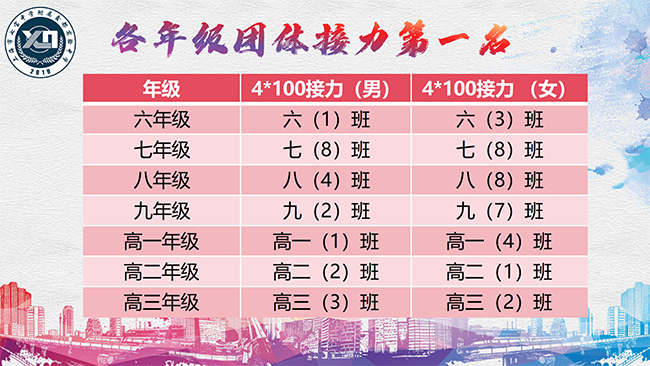 各年级团体接力第一名
年级 4*100接力（男） 4*100接力 （女）
六年级 六（1）班 六（3）班
七年级 七（8）班 七（8）班
八年级 八（4）班 八（8）班
九年级 九（2）班 九（7）班
高一年级 高一（1）班 高一（4）班
高二年级 高二（2）班 高二（1）班
高三年级 高三（3）班 高三（2）班
2019